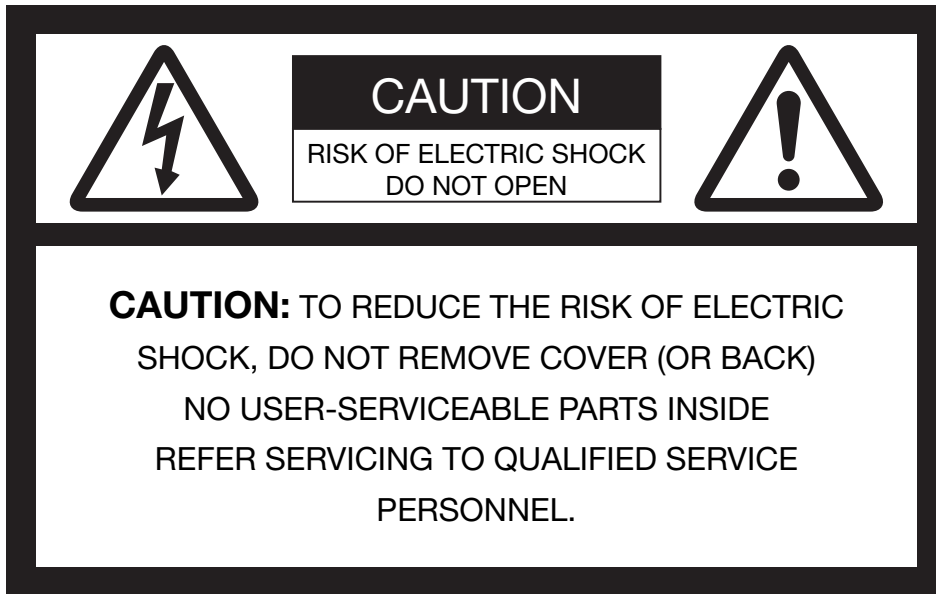 CAUTION
RISK OF ELECTRIC SHOCK
DO NOT OPEN
CAUTION: TO REDUCE THE RISK OF ELECTRIC
SHOCK, DO NOT REMOVE COVER (OR BACK)
NO USER-SERVICEABLE PARTS INSIDE
REFER SERVICING TO QUALIFIED SERVICE
PERSONNEL.